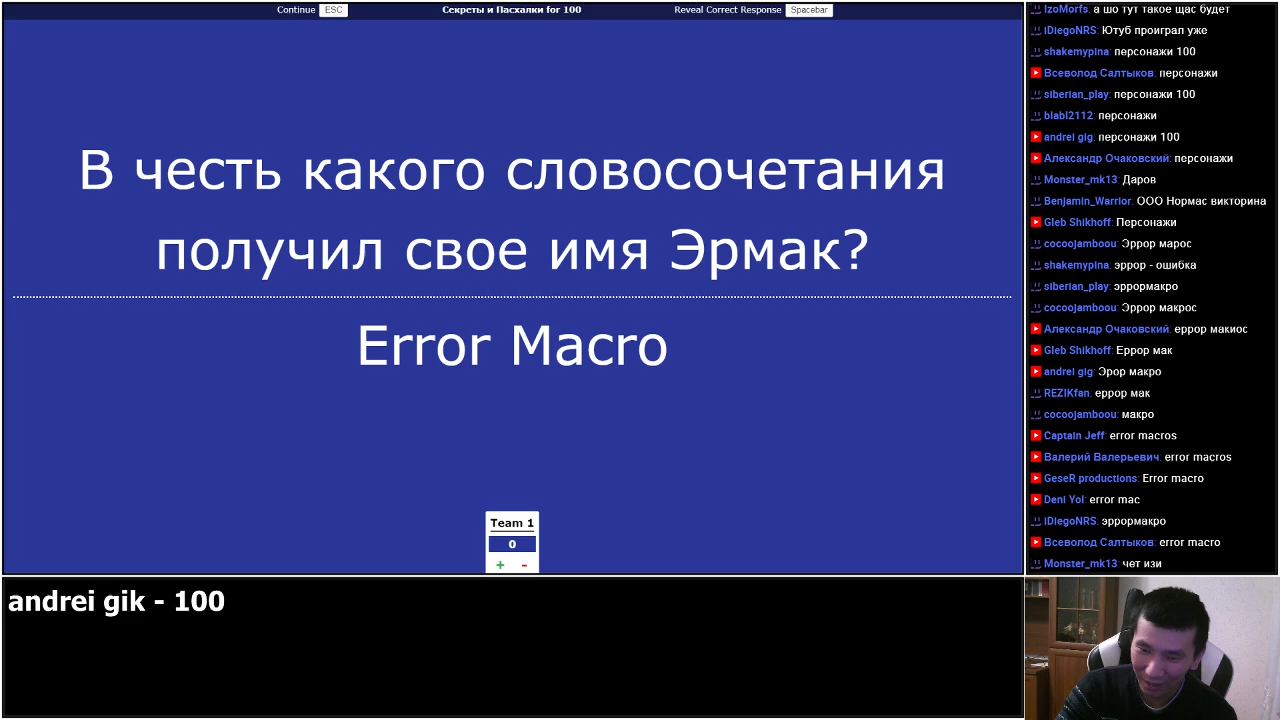 Continue ESC Секреты и Пасхалки for 100 Reveal Correct Response Spacebar
В честь какого словосочетания
получил свое имя Эрмак?
Error Macro
Team 1
0
+ -
andrei gik - 100
IzoMorfs: а шо тут такое щас будет
iDiegoNRS: Ютуб проиграл уже
shakemypina: персонажи 100
Всеволод Салтыков: персонажи
siberian_play: персонажи 100
blabl2112: персонажи
andrei gig: персонажи 100
Александр Очаковский: персонажи
Monster_mk13: Даров
Benjamin_Warrior: ООО Нормас викторина
Gleb Shikhoff: Персонажи
cocoojamboou: Эррор марос
shakemypina: эррор - ошибка
siberian_play: эррормакро
cocoojamboou: Эррор макрос
Александр Очаковский: еррор макиос
Gleb Shikhoff: Еррор мак
andrei gig: Эрор макро
REZIKfan: еррор мак
cocoojamboou: макро
Captain Jeff: error macros
Валерий Валерьевич: error macros
GeseR productions: Error macro
Deni Yol: error mac
iDiegoNRS: эррормакро
Всеволод Салтыков: error macro
Monster_mk13: чет изи